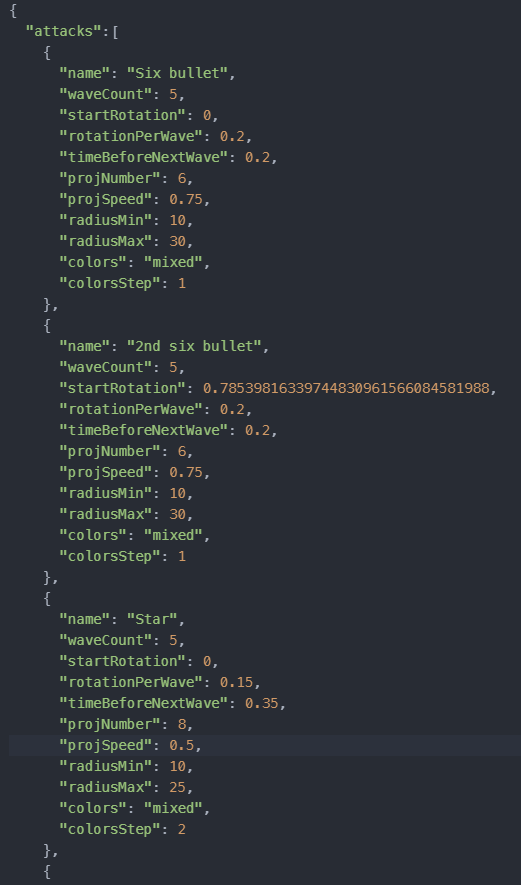 {
"attacks":[
{
"name": "Six bullet",
"waveCount": 5,
"startRotation": 0,
"rotationPerWave": 0.2,
"timeBeforeNextWave": 0.2,
"projNumber": 6,
"projSpeed": 0.75,
"radiusMin": 10,
"radiusMax": 30,
"colors": "mixed",
"colorsStep": 1
},
{
"name": "2nd six bullet",
"waveCount": 5,
"startRotation": 0.78539816339744830961566084581988,
"rotationPerWave": 0.2,
"timeBeforeNextWave": 0.2,
"projNumber": 6,
"projSpeed": 0.75,
"radiusMin": 10,
"radiusMax": 30,
"colors": "mixed",
"colorsStep": 1
},
{
"name": "Star",
"waveCount": 5,
"startRotation": 0,
"rotationPerWave": 0.15,
"timeBeforeNextWave": 0.35,
"projNumber": 8,
"projSpeed": 0.5,
"radiusMin": 10,
"radiusMax": 25,
"colors": "mixed",
"colorsStep": 2
},
{